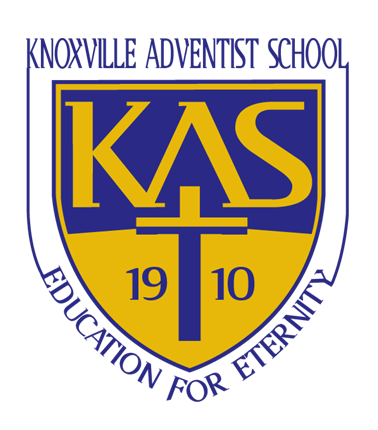 KNOXVILLE ADVENTIST SCHOOL
KAS
19 10
EDUCATION FOR ETERNITY